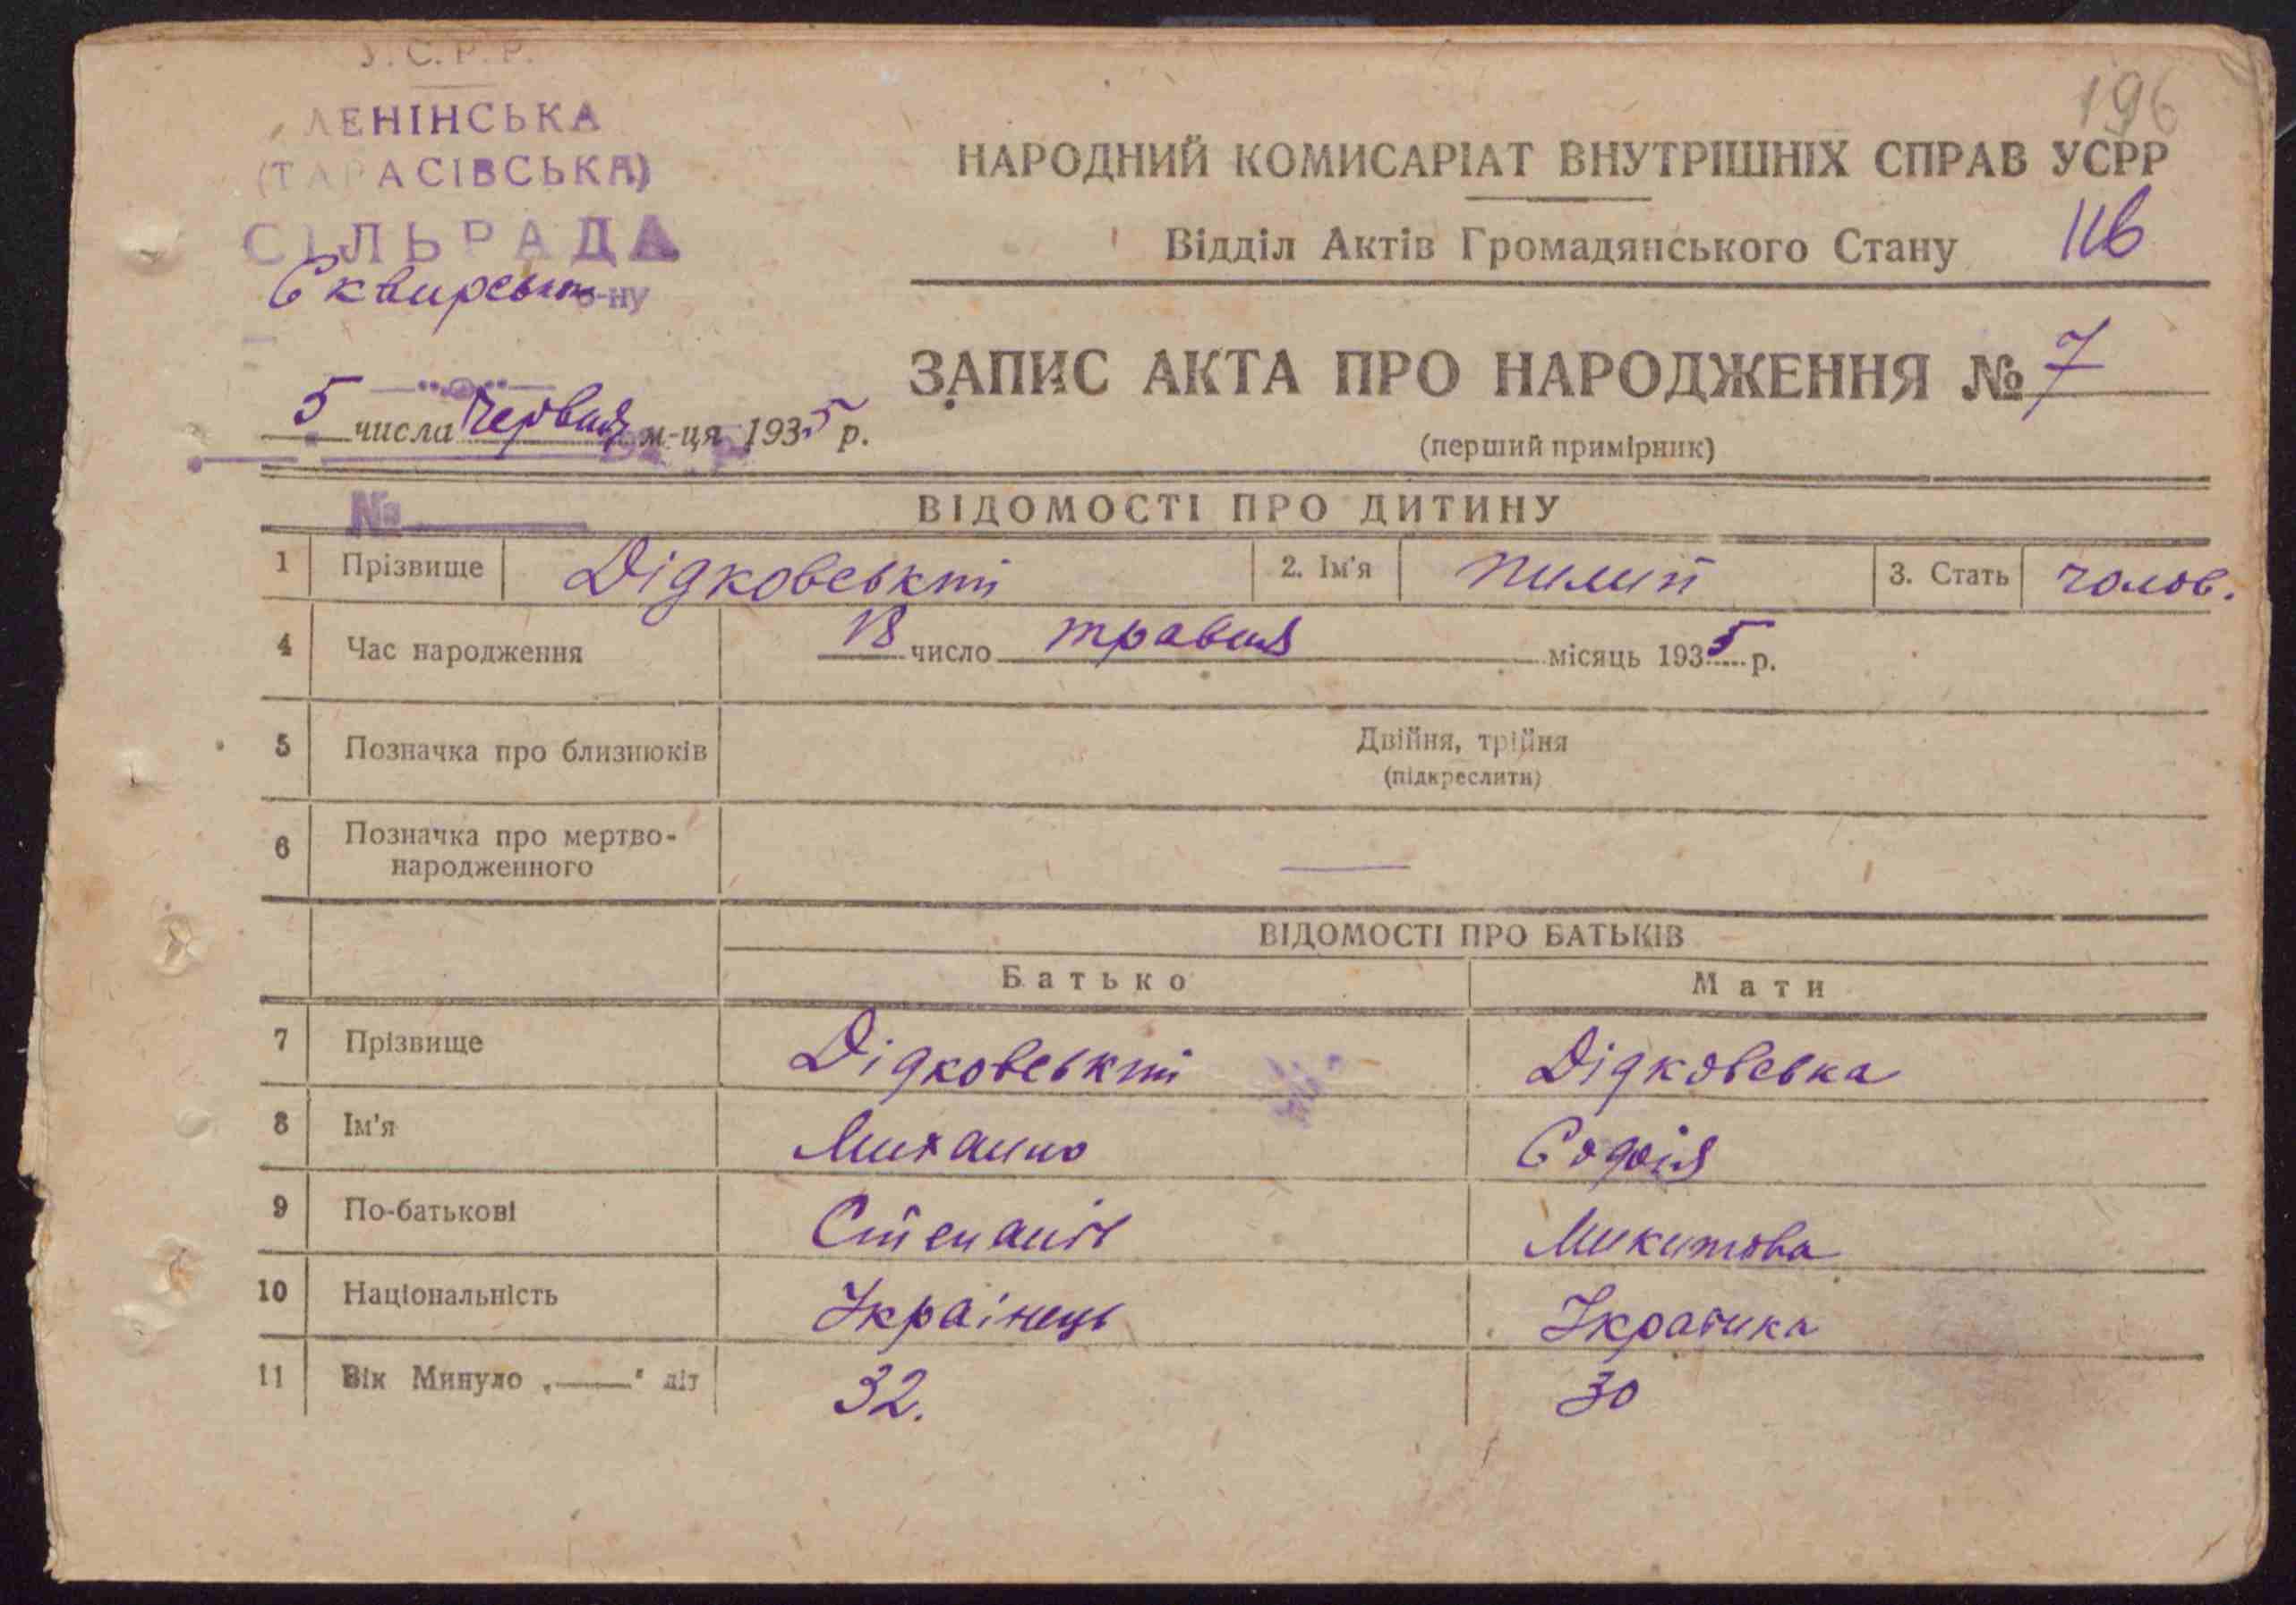 У.С.Р.Р.
ЛЕНІНСЬКА
(ТАРАСІВСЬКА)
СІЛЬРАДА
Сквирськ р-ну
196
НАРОДНИЙ КОМИСАРІАТ ВНУТРІШНІХ СПРАВ УСРР
Відділ Актів Громадянського Стану 116
ЗАПИС АКТА ПРО НАРОДЖЕННЯ № 7
5 числа Червня м-ця 1935 р.
(перший примірник)
№
ВІДОМОСТІ ПРО ДИТИНУ
1 Прізвище Дідковський 2. Ім'я Пилип 3. Стать чолов.
4 Час народження 18 число травня місяць 1935 р.
5 Позначка про близнюків Двійня, трійня
(підкреслити)
6 Позначка про мертво-
народженного —
ВІДОМОСТІ ПРО БАТЬКІВ
Батько Мати
7 Прізвище Дідковський Дідковська
8 Ім'я Михайло Софія
9 По-батькові Степанів Микитова
10 Національність Українець Українка
11 Вік Минуло „—" літ 32. 30